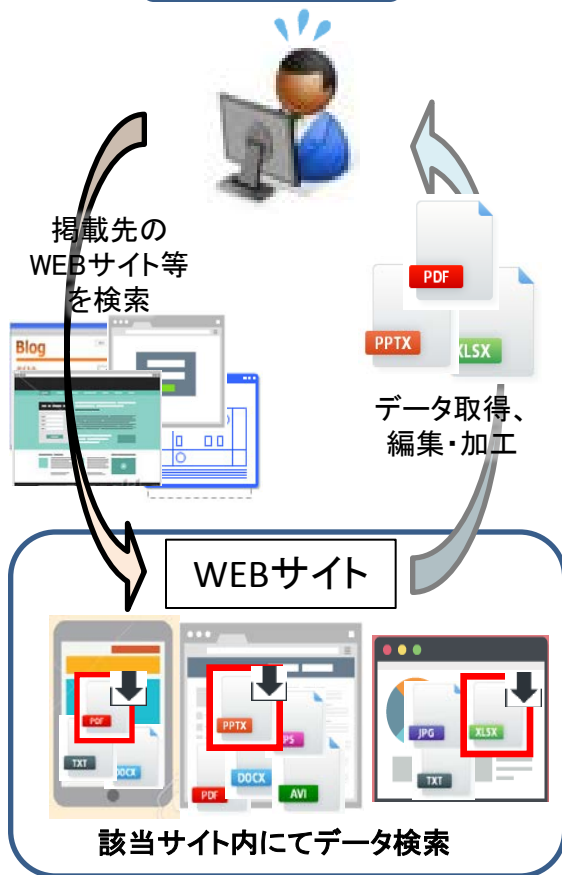 掲載先の
WEBサイト等
を検索
Blog
PDF
PPTX
XLSX
データ取得、
編集・加工
WEBサイト
PDF
TXT
DOCX
PPTX
PS
PDF
DOCX
AVI
JPG
XLSX
TXT
該当サイト内にてデータ検索